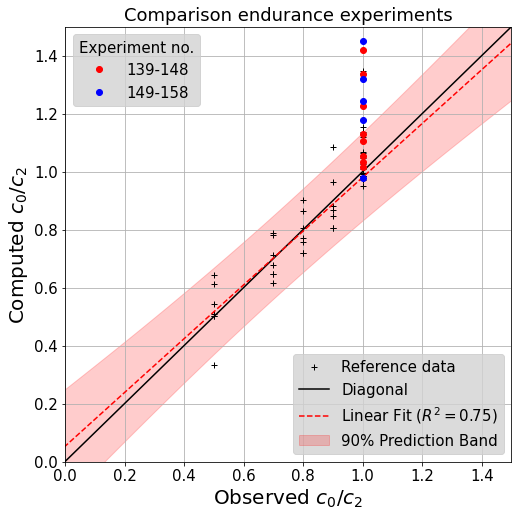 Comparison endurance experiments
Experiment no.
139-148
149-158
1.4
1.2
1.0
0.8
0.6
0.4
0.2
0.0
Computed c₀/c₂
Reference data
Diagonal
Linear Fit (R² = 0.75)
90% Prediction Band
0.0 0.2 0.4 0.6 0.8 1.0 1.2 1.4
Observed c₀/c₂